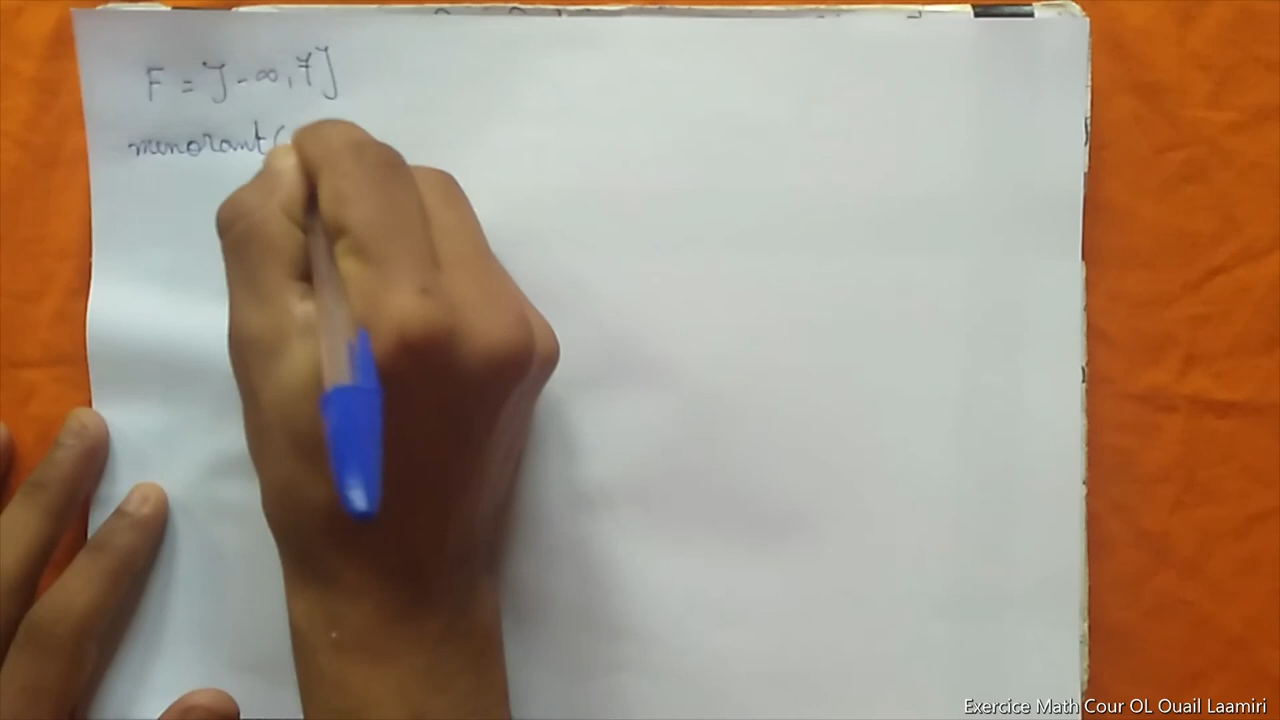 F = ]-∞, 7]
minorant(
Exercice Math Cour OL Ouail Laamiri